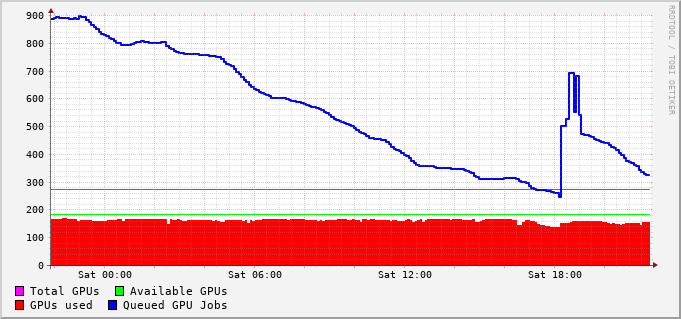 900
800
700
600
500
400
300
200
100
0
Sat 00:00 Sat 06:00 Sat 12:00 Sat 18:00
Total GPUs Available GPUs
GPUs used Queued GPU Jobs
RRDTOOL / TOBI OETIKER